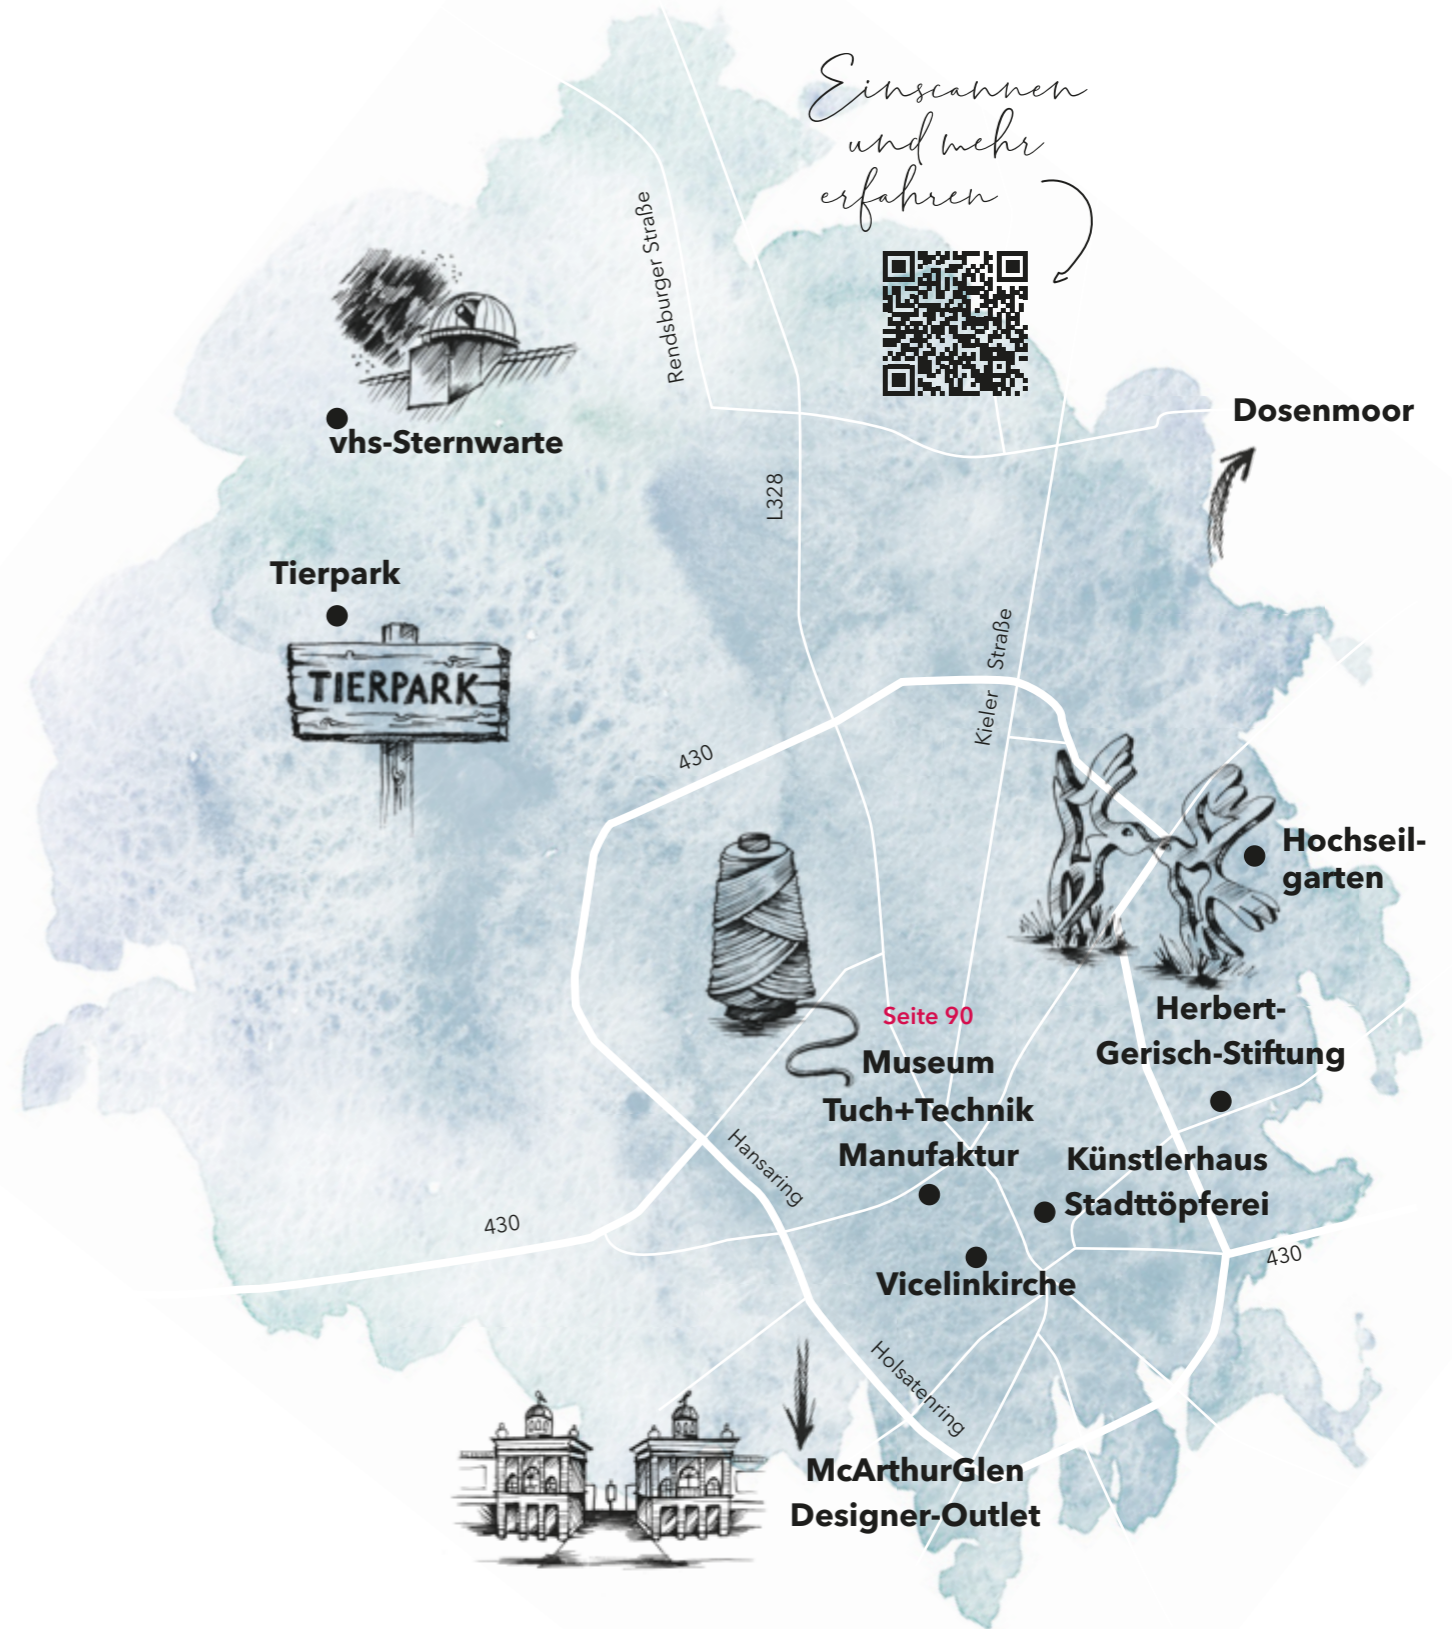 Einscannen
und mehr
erfahren
Rendsburger Straße
Dosenmoor
vhs-Sternwarte
L328
Tierpark
TIERPARK
Kieler Straße
430
Hochseil-
garten
Seite 90
Museum
Tuch+Technik
Manufaktur
Herbert-
Gerisch-Stiftung
Hansaring
Künstlerhaus
Stadttöpferei
430
430
Vicelinkirche
Holsatenring
McArthurGlen
Designer-Outlet